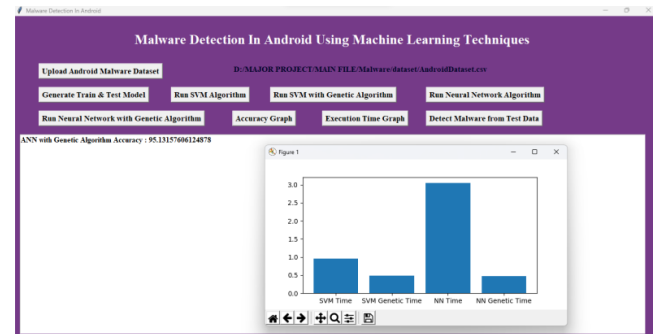 Malware Detection In Android
Malware Detection In Android Using Machine Learning Techniques
Upload Android Malware Dataset
D:/MAJOR PROJECT/MAIN FILE/Malware/dataset/AndroidDataset.csv
Generate Train & Test Model Run SVM Algorithm Run SVM with Genetic Algorithm Run Neural Network Algorithm
Run Neural Network with Genetic Algorithm Accuracy Graph Execution Time Graph Detect Malware from Test Data
ANN with Genetic Algorithm Accuracy : 95.13157606124878
Figure 1
3.0
2.5
2.0
1.5
1.0
0.5
0.0
SVM Time SVM Genetic Time NN Time NN Genetic Time